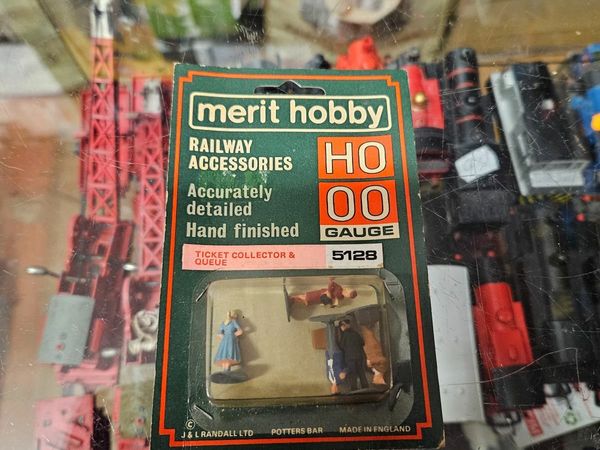 merit hobby
RAILWAY
ACCESSORIES
HO
Accurately
detailed
OO
Hand finished
GAUGE
TICKET COLLECTOR &
QUEUE
5128
© J & L RANDALL LTD POTTERS BAR MADE IN ENGLAND